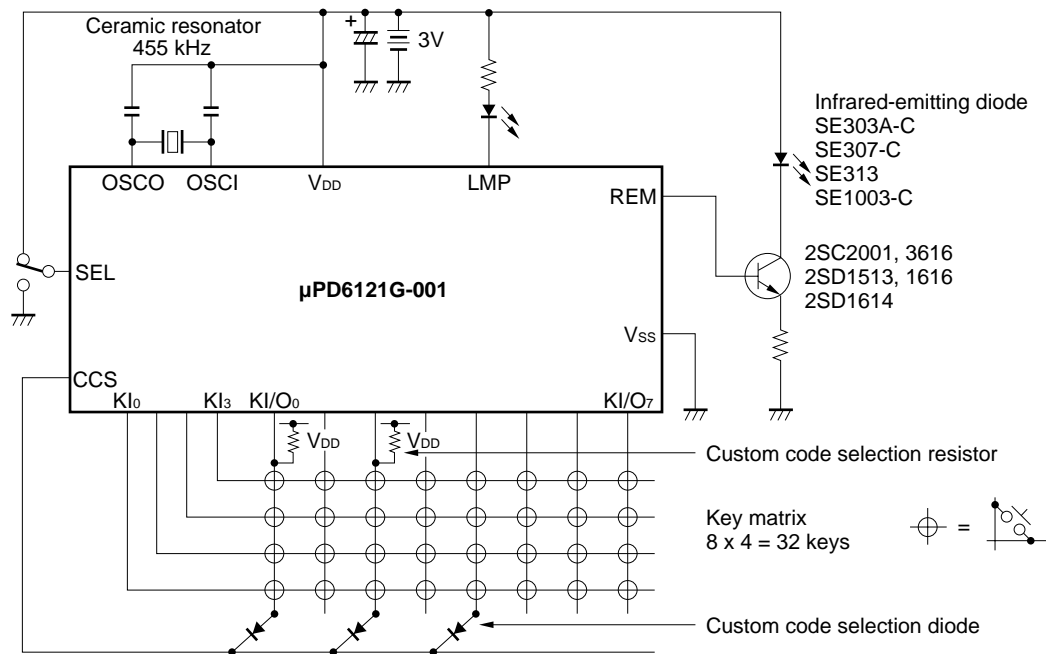 Ceramic resonator
455 kHz
+
3V
Infrared-emitting diode
SE303A-C
SE307-C
SE313
SE1003-C
OSCO
OSCI
VDD
LMP
REM
SEL
µPD6121G-001
2SC2001, 3616
2SD1513, 1616
2SD1614
VSS
CCS
KI0
KI3
KI/O0
KI/O7
VDD
VDD
Custom code selection resistor
Key matrix
8 x 4 = 32 keys
=
Custom code selection diode